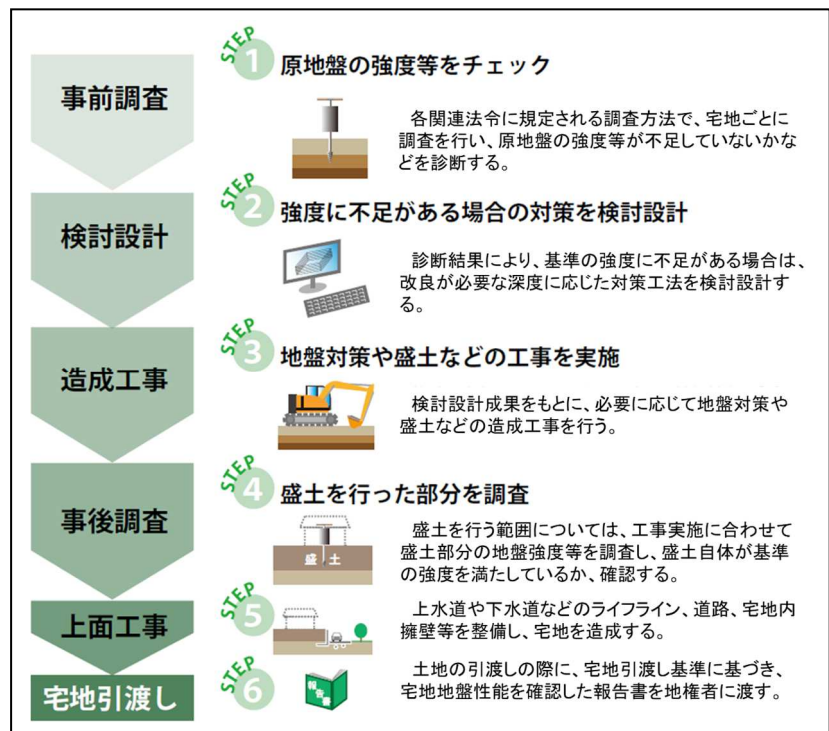 事前調査
STEP 1 原地盤の強度等をチェック
各関連法令に規定される調査方法で、宅地ごとに
調査を行い、原地盤の強度等が不足していないかな
どを診断する。
検討設計
STEP 2 強度に不足がある場合の対策を検討設計
診断結果により、基準の強度に不足がある場合は、
改良が必要な深度に応じた対策工法を検討設計す
る。
造成工事
STEP 3 地盤対策や盛土などの工事を実施
検討設計成果をもとに、必要に応じて地盤対策や
盛土などの造成工事を行う。
事後調査
STEP 4 盛土を行った部分を調査
盛土
盛土を行う範囲については、工事実施に合わせて
盛土部分の地盤強度等を調査し、盛土自体が基準
の強度を満たしているか、確認する。
上面工事
STEP 5
上水道や下水道などのライフライン、道路、宅地内
擁壁等を整備し、宅地を造成する。
宅地引渡し
STEP 6
報告書
土地の引渡しの際に、宅地引渡し基準に基づき、
宅地地盤性能を確認した報告書を地権者に渡す。